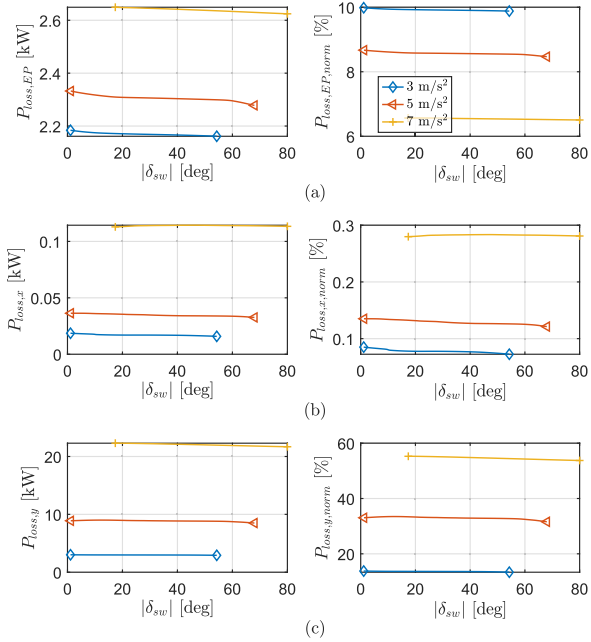 P_{loss,EP} [kW]
2.6
2.4
2.2
0 20 40 60 80
|δ_{sw}| [deg]
P_{loss,EP,norm} [%]
10
8
6
3 m/s²
5 m/s²
7 m/s²
0 20 40 60 80
|δ_{sw}| [deg]
(a)
P_{loss,x} [kW]
0.1
0.05
0
0 20 40 60 80
|δ_{sw}| [deg]
P_{loss,x,norm} [%]
0.3
0.2
0.1
0 20 40 60 80
|δ_{sw}| [deg]
(b)
P_{loss,y} [kW]
20
10
0
0 20 40 60 80
|δ_{sw}| [deg]
P_{loss,y,norm} [%]
60
40
20
0 20 40 60 80
|δ_{sw}| [deg]
(c)